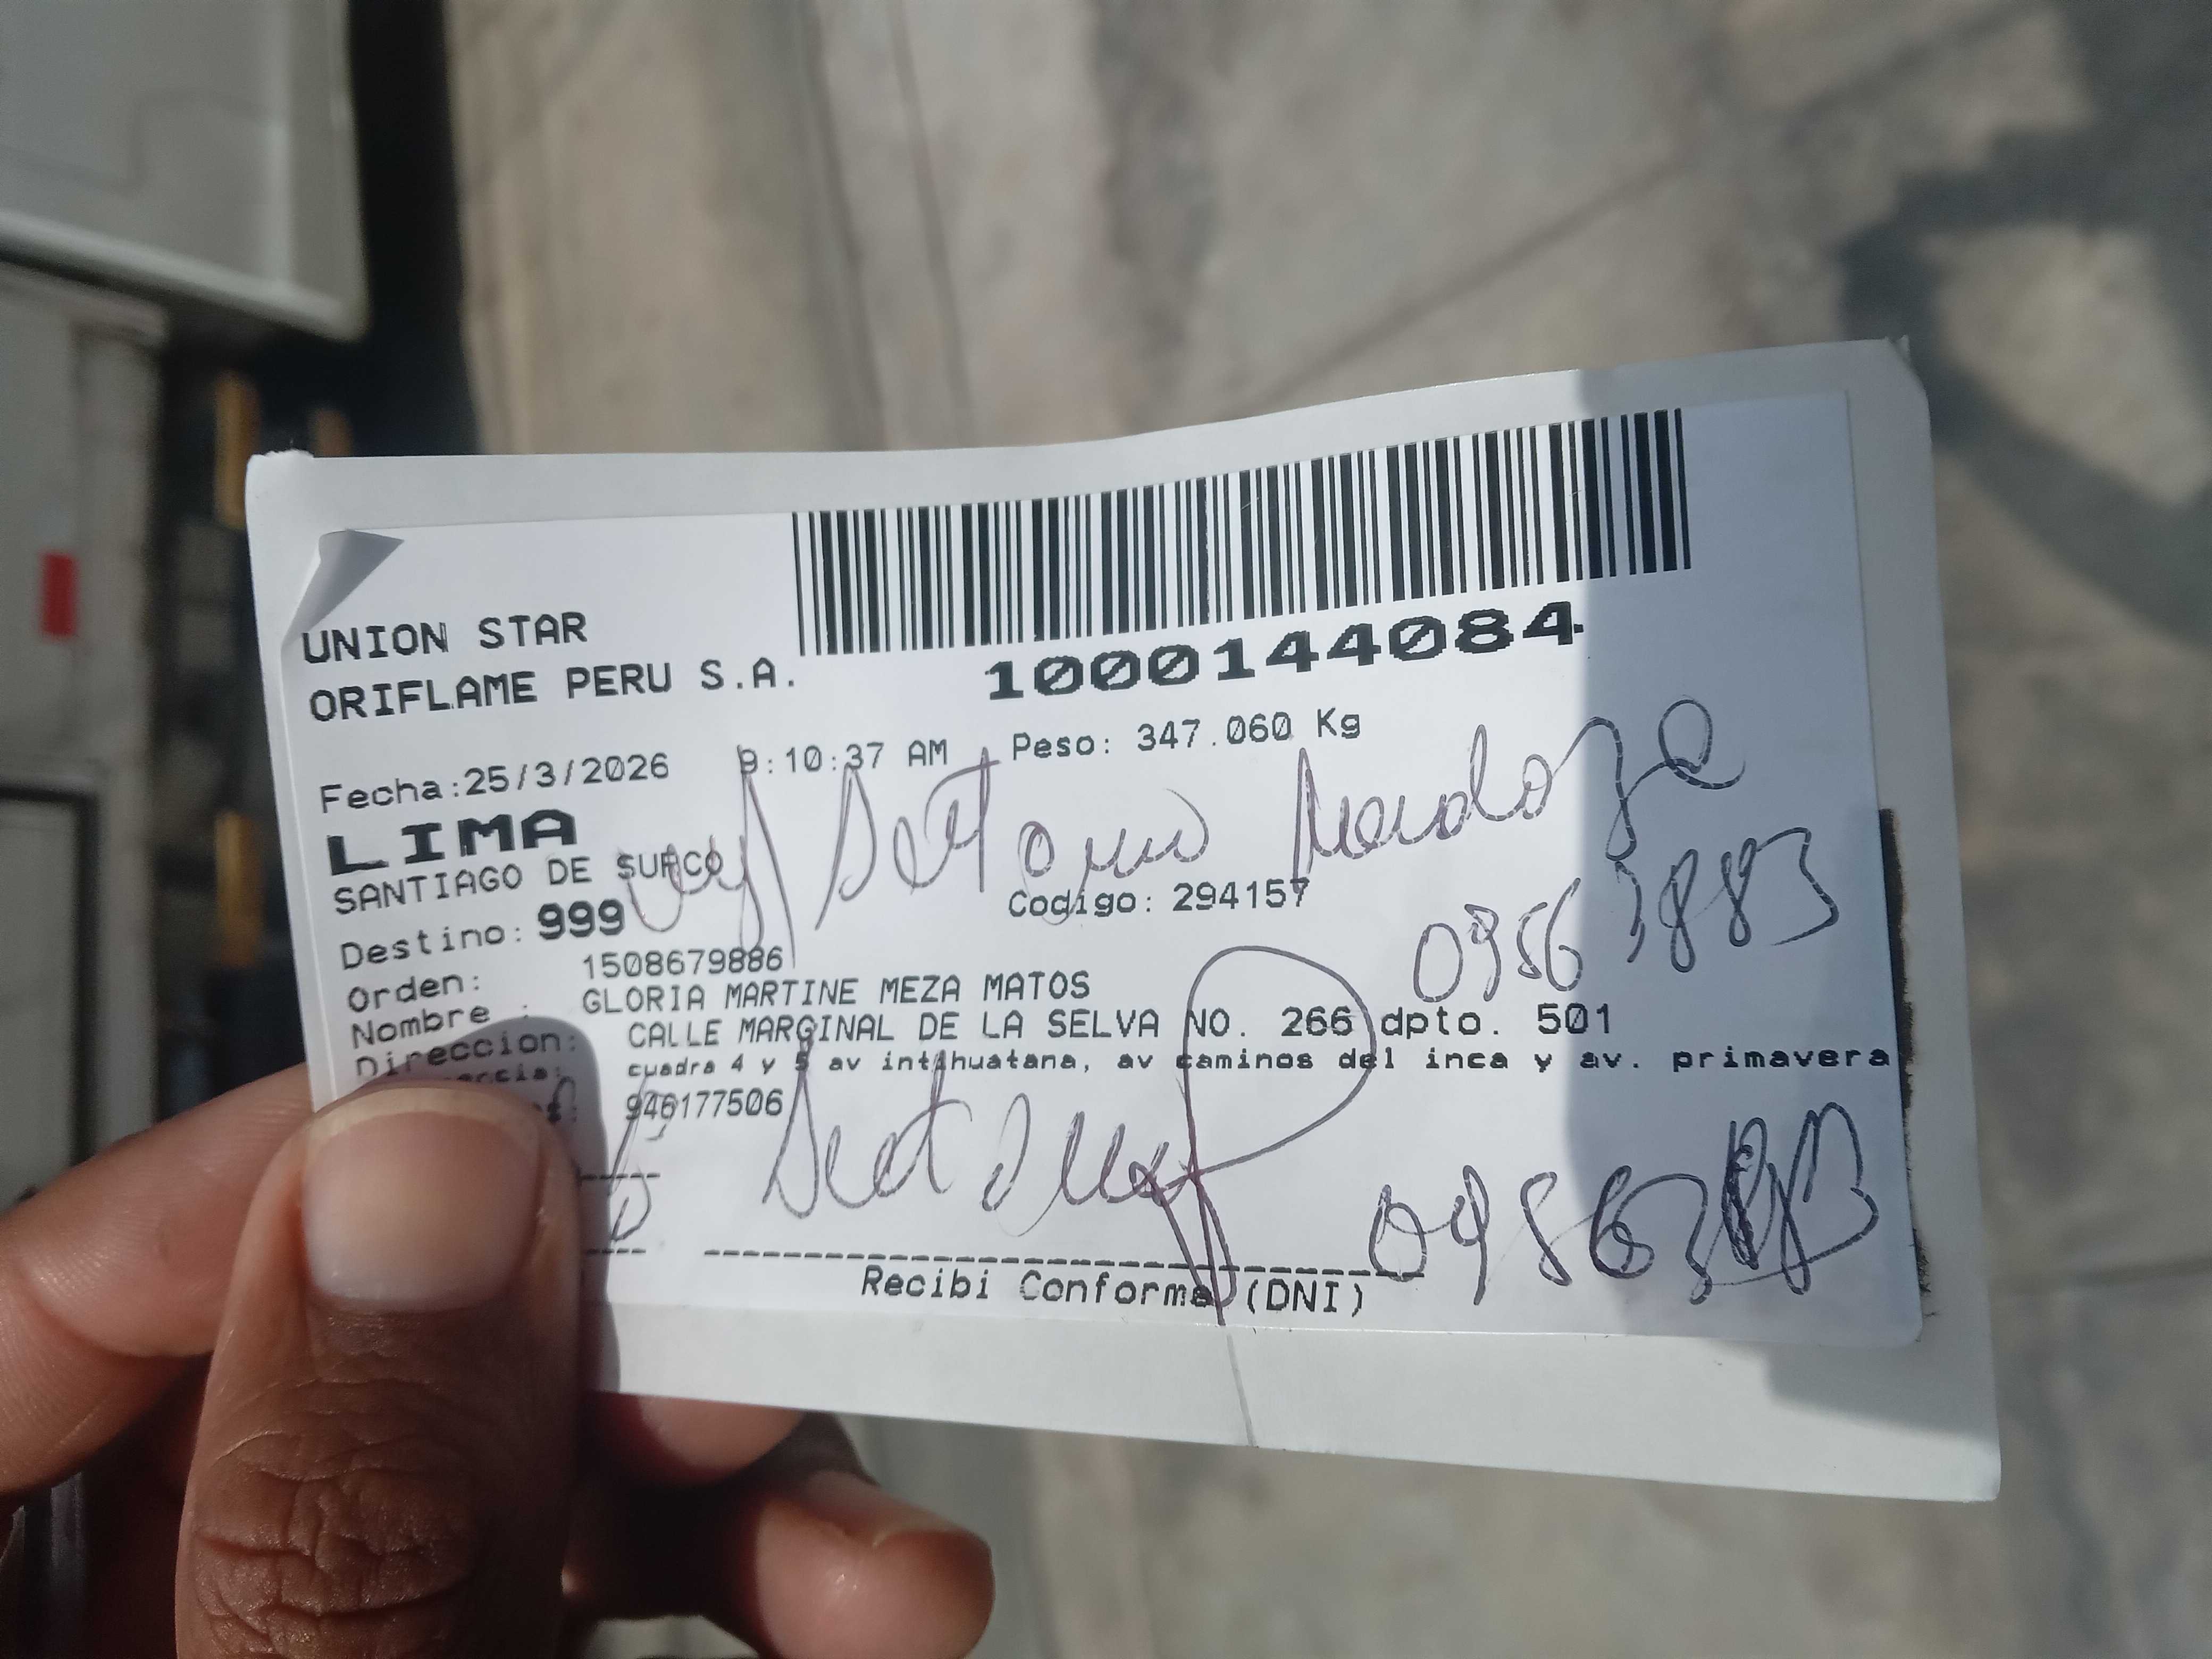 UNION STAR
ORIFLAME PERU S.A.
1000144084
Fecha:25/3/2026 9:10:37 AM Peso: 347.060 Kg
LIMA
SANTIAGO DE SURCO
Mendoza
Destino: 999 Codigo: 294157
09563883
Orden: 1508679886
Nombre : GLORIA MARTINE MEZA MATOS
Direccion: CALLE MARGINAL DE LA SELVA NO. 266 dpto. 501
cuadra 4 y 5 av intihuatana, av caminos del inca y av. primavera
946177506
Recibi Conforme (DNI)